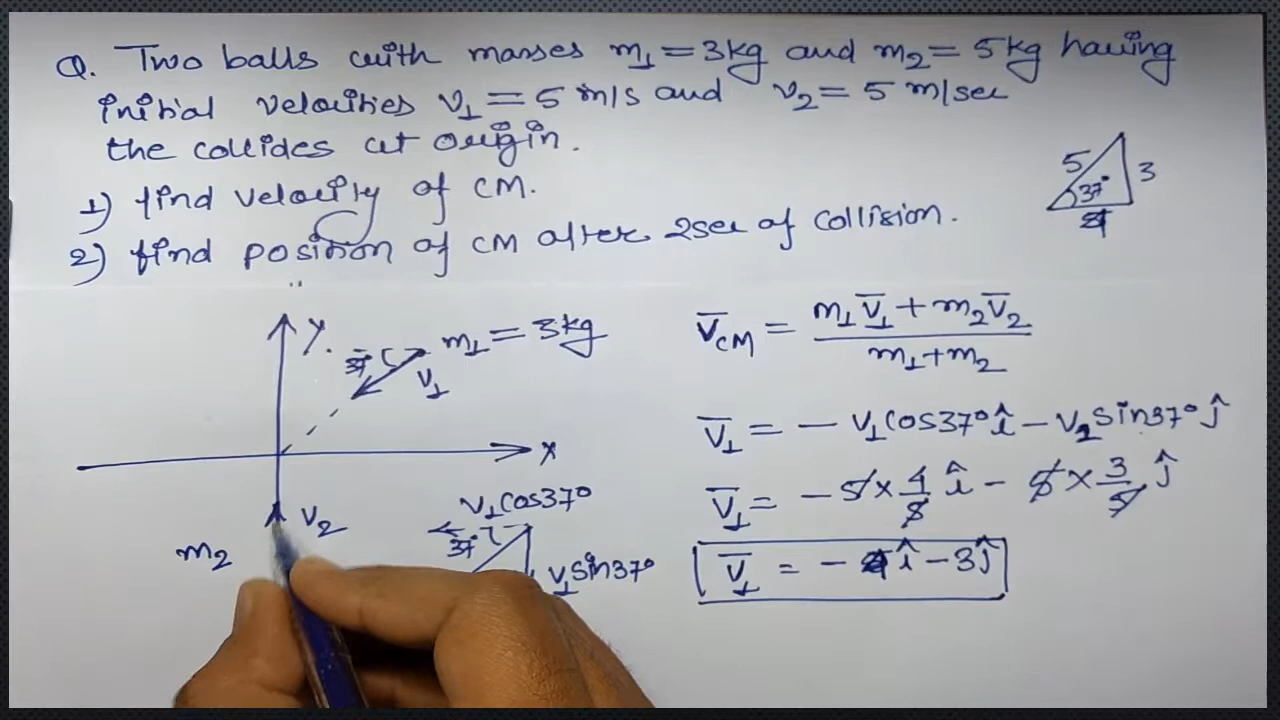 Q. Two balls with masses m₁ = 3kg and m₂ = 5kg having
initial velocities v₁ = 5 m/s and v₂ = 5 m/sec
the collides at origin.
1) find velocity of CM.
2) find position of CM after 2sec of collision.
5
3
37°
4
y.
m₁ = 3kg
37°
v₁
x
v₂
m₂
v₁cos37°
37°
v₁sin37°
V̄CM = m₁V̄₁ + m₂V̄₂ / m₁+m₂
V̄₁ = − v₁cos37° î − v₂sin37° ĵ
V̄₁ = − 5 × 4/5 î − 5 × 3/5 ĵ
V̄₁ = − 4î − 3ĵ